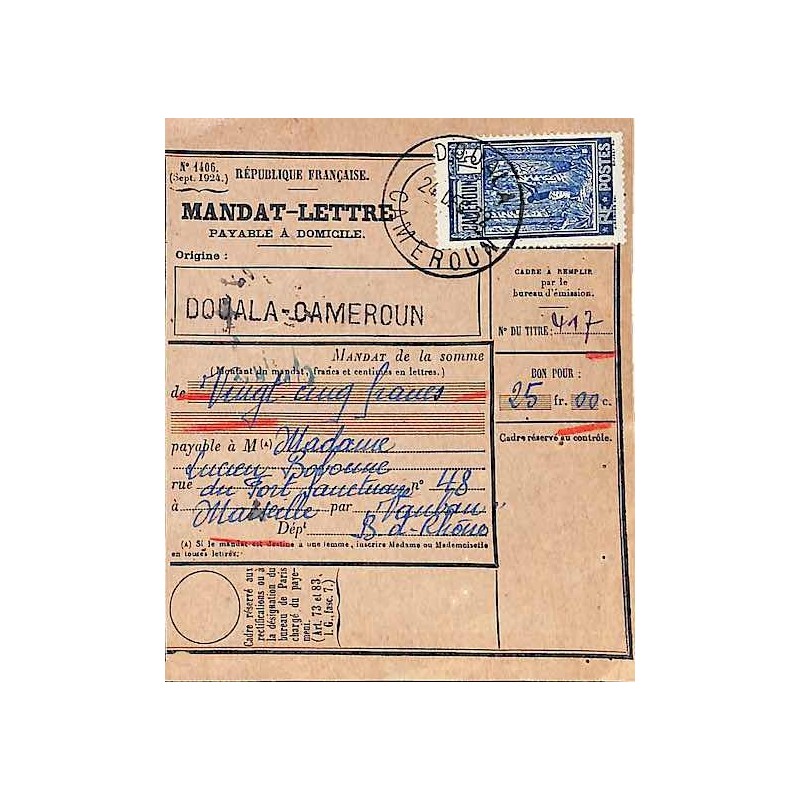 N° 1406.
(Sept. 1924.)
RÉPUBLIQUE FRANÇAISE.
MANDAT-LETTRE
PAYABLE À DOMICILE.
Origine :
DOUALA-CAMEROUN
DOUALA
24
CAMEROUN
CAMEROUN
RF POSTES
CADRE À REMPLIR
par le
bureau d'émission.
N° DU TITRE : 417
BON POUR :
25 fr. 00 c.
Cadre réservé au contrôle.
MANDAT de la somme
(Montant du mandat, francs et centimes en lettres.)
de Vingt cinq francs
payable à M(A) Madame
Lucien
rue du Fort Sanctuaire n° 48
à Marseille par Vauban
Dépt B. d. Rhône
(A) Si le mandat est destiné à une femme, inscrire Madame ou Mademoiselle
en toutes lettres.
Cadre réservé aux
rectifications ou à
la désignation du
bureau de Paris
chargé du paye-
ment.
(Art. 73 et 83,
I. G., fasc. 7.)